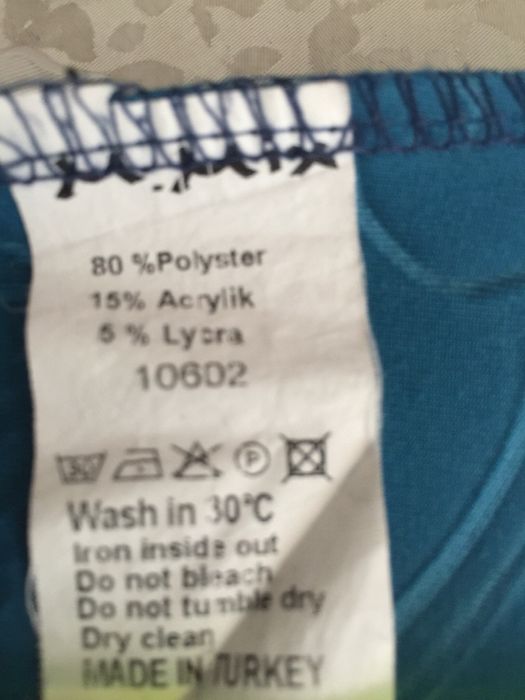 80 %Polyster
15% Acrylik
5 % Lycra
10602
30
P
Wash in 30°C
Iron inside out
Do not bleach
Do not tumble dry
Dry clean
MADE IN TURKEY